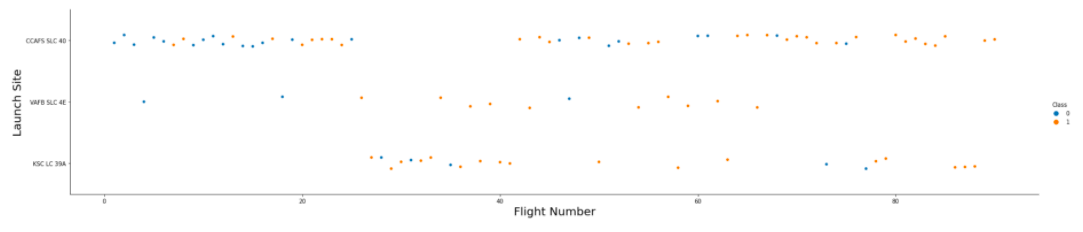 Launch Site
CCAFS SLC 40
VAFB SLC 4E
KSC LC 39A
0
20
40
60
80
Flight Number
Class
0
1